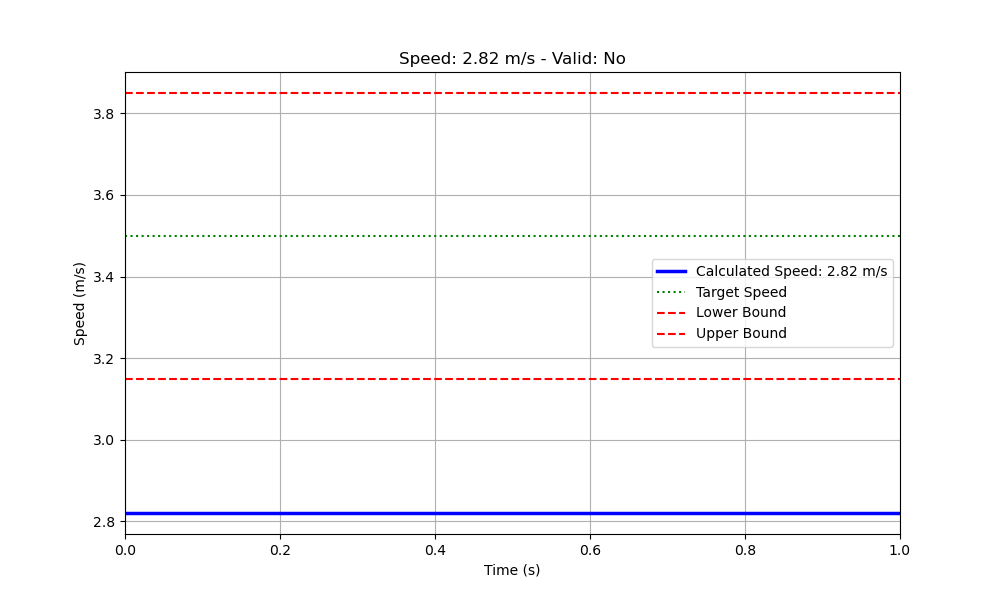 Speed: 2.82 m/s - Valid: No
3.8
3.6
3.4
3.2
3.0
2.8
Speed (m/s)
Calculated Speed: 2.82 m/s
Target Speed
Lower Bound
Upper Bound
0.0 0.2 0.4 0.6 0.8 1.0
Time (s)